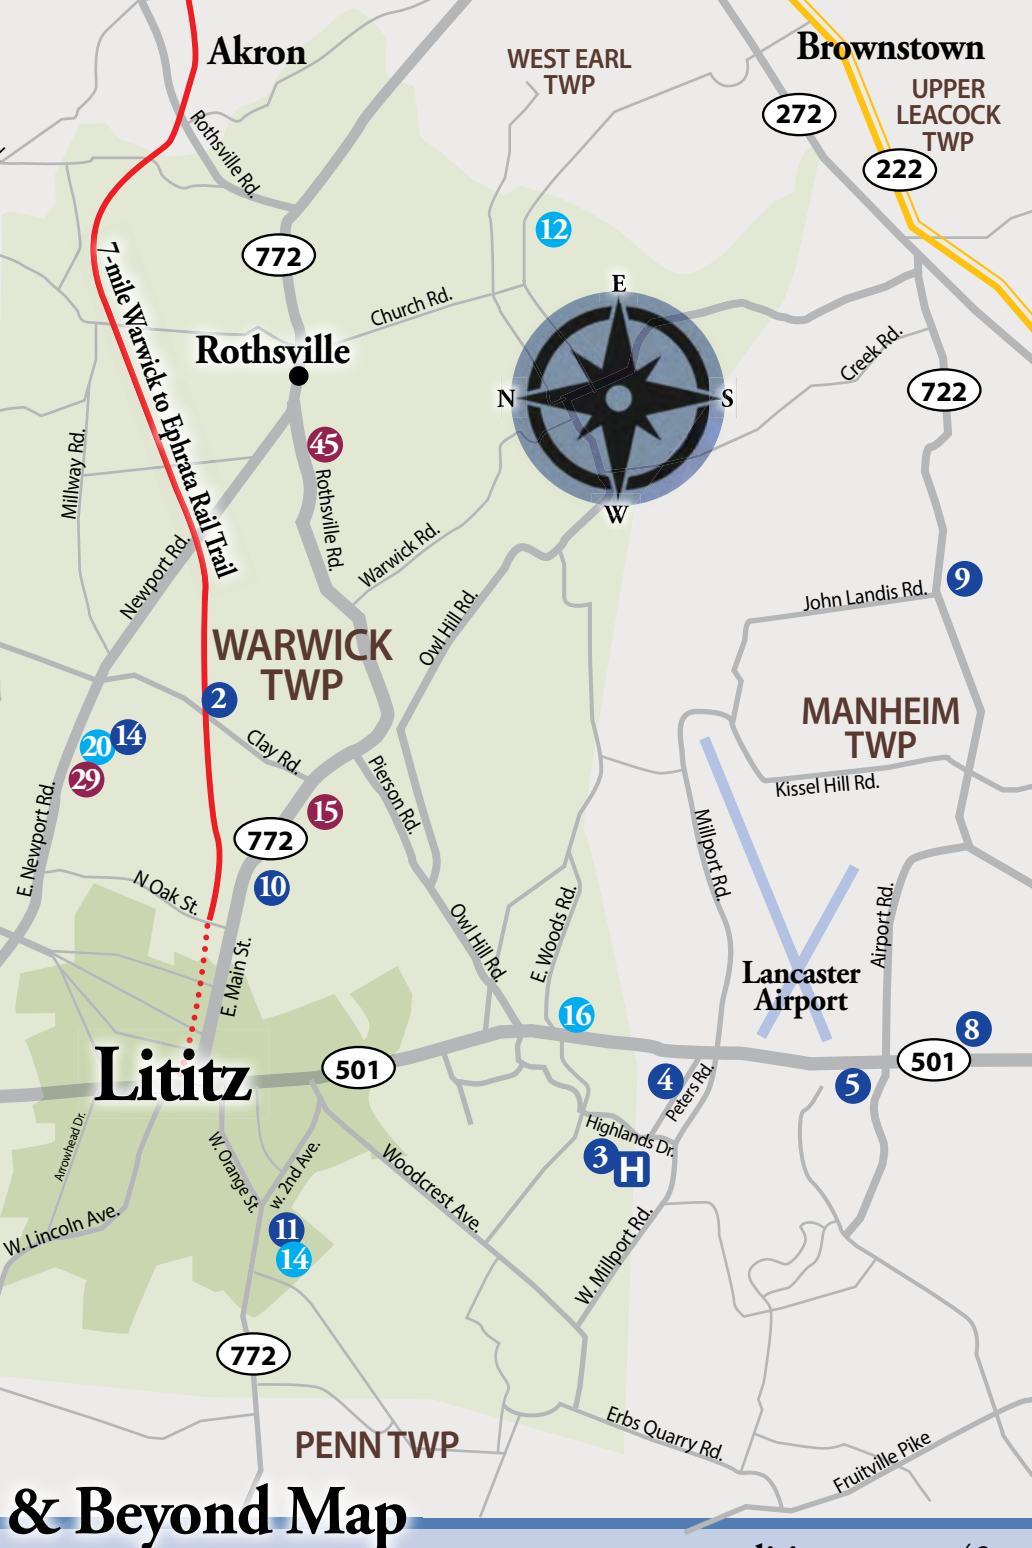 Akron
WEST EARL
TWP
Brownstown
UPPER
LEACOCK
TWP
272
222
Rothsville Rd.
12
772
7-mile Warwick to Ephrata Rail Trail
Church Rd.
E
N
S
W
Rothsville
Creek Rd.
722
45
Millway Rd.
Rothsville Rd.
Warwick Rd.
Newport Rd.
Owl Hill Rd.
John Landis Rd.
9
WARWICK
TWP
2
MANHEIM
TWP
20
14
29
Clay Rd.
Pierson Rd.
Kissel Hill Rd.
E. Newport Rd.
15
772
10
Millport Rd.
N Oak St.
Owl Hill Rd.
E. Woods Rd.
Airport Rd.
E. Main St.
Lancaster
Airport
16
8
Lititz
501
501
4
5
Peters Rd.
Arrowhead Dr.
W. Orange St.
w. 2nd Ave.
Woodcrest Ave.
Highlands Dr.
3
H
W. Lincoln Ave.
11
14
W. Millport Rd.
772
PENN TWP
Erbs Quarry Rd.
Fruitville Pike
& Beyond Map